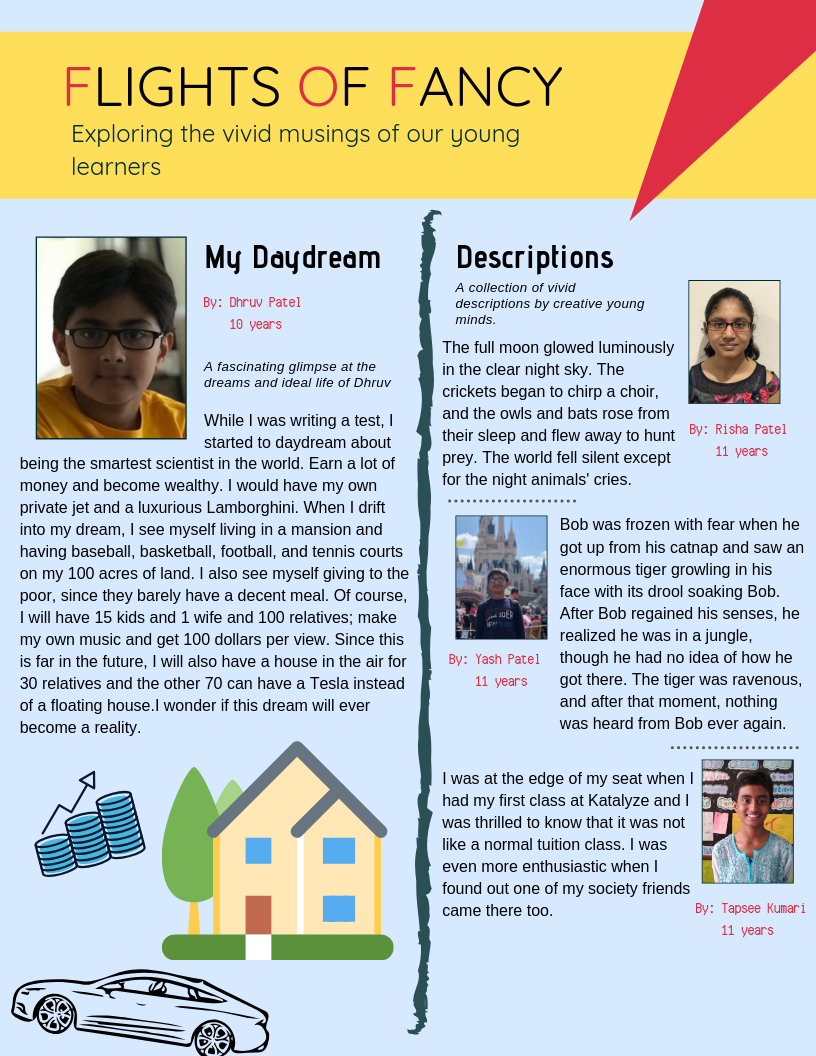 FLIGHTS OF FANCY
Exploring the vivid musings of our young
learners
My Daydream
By: Dhruv Patel
10 years
A fascinating glimpse at the
dreams and ideal life of Dhruv
While I was writing a test, I
started to daydream about
being the smartest scientist in the world. Earn a lot of
money and become wealthy. I would have my own
private jet and a luxurious Lamborghini. When I drift
into my dream, I see myself living in a mansion and
having baseball, basketball, football, and tennis courts
on my 100 acres of land. I also see myself giving to the
poor, since they barely have a decent meal. Of course,
I will have 15 kids and 1 wife and 100 relatives; make
my own music and get 100 dollars per view. Since this
is far in the future, I will also have a house in the air for
30 relatives and the other 70 can have a Tesla instead
of a floating house.I wonder if this dream will ever
become a reality.
Descriptions
A collection of vivid
descriptions by creative young
minds.
The full moon glowed luminously
in the clear night sky. The
crickets began to chirp a choir,
and the owls and bats rose from
their sleep and flew away to hunt
prey. The world fell silent except
for the night animals' cries.
By: Risha Patel
11 years
Bob was frozen with fear when he
got up from his catnap and saw an
enormous tiger growling in his
face with its drool soaking Bob.
After Bob regained his senses, he
realized he was in a jungle,
though he had no idea of how he
got there. The tiger was ravenous,
and after that moment, nothing
was heard from Bob ever again.
By: Yash Patel
11 years
I was at the edge of my seat when I
had my first class at Katalyze and I
was thrilled to know that it was not
like a normal tuition class. I was
even more enthusiastic when I
found out one of my society friends
came there too.
By: Tapsee Kumari
11 years